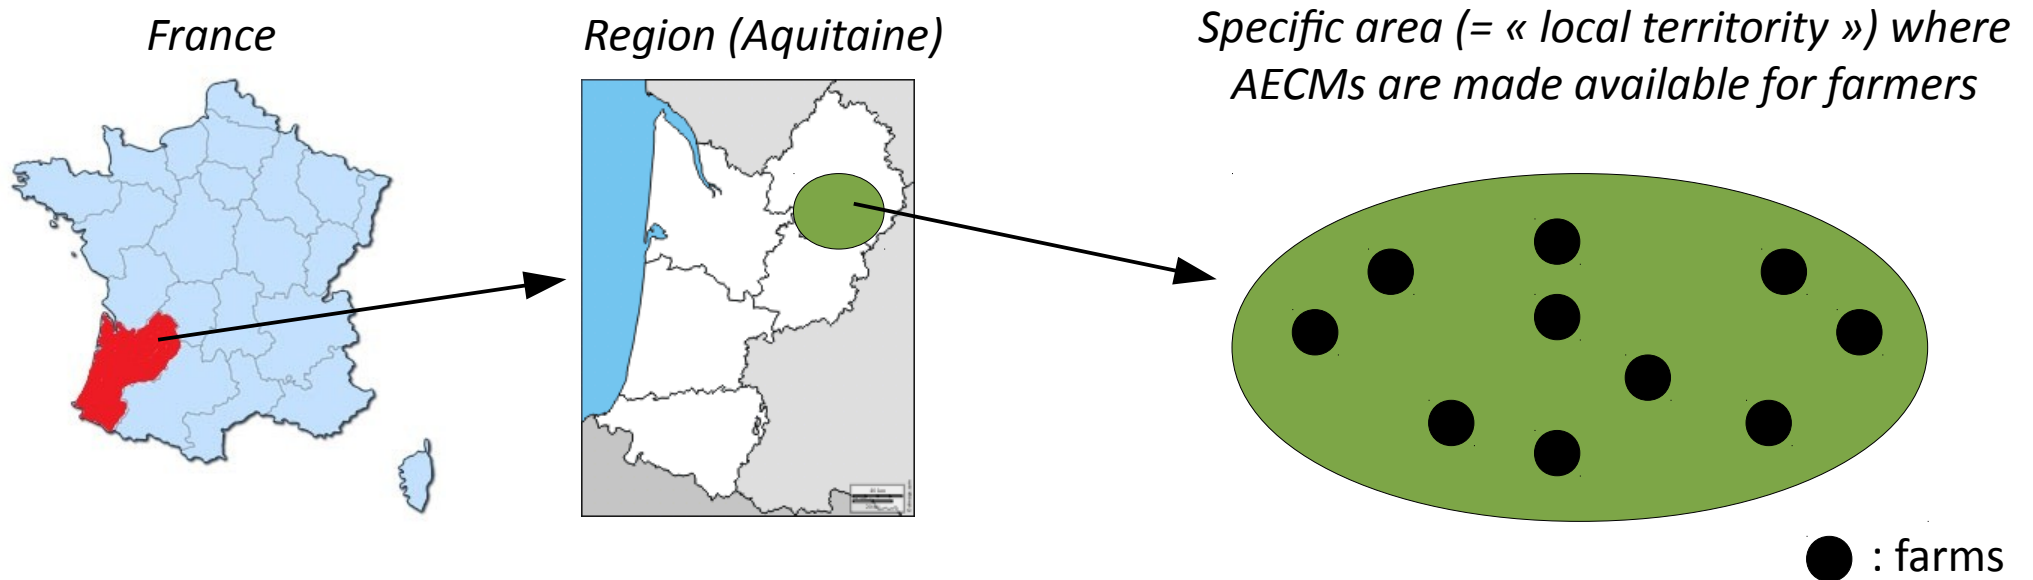 France
Region (Aquitaine)
Specific area (= « local territority ») where
AECMs are made available for farmers
: farms